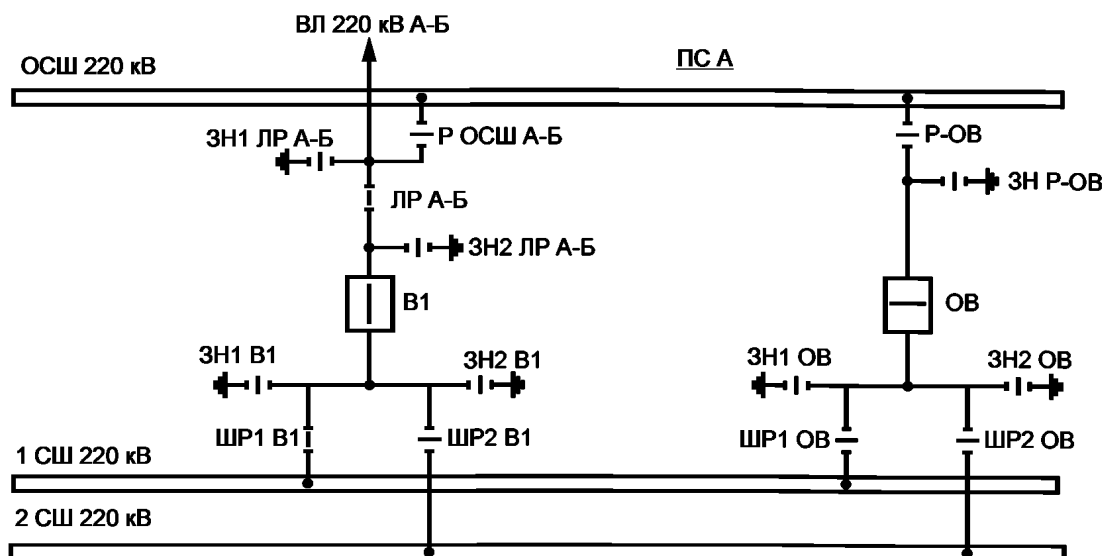 ВЛ 220 кВ А-Б
ПС А
ОСШ 220 кВ
ЗН1 ЛР А-Б
Р ОСШ А-Б
Р-ОВ
ЗН Р-ОВ
ЛР А-Б
ЗН2 ЛР А-Б
В1
ОВ
ЗН1 В1
ЗН2 В1
ЗН1 ОВ
ЗН2 ОВ
ШР1 В1
ШР2 В1
ШР1 ОВ
ШР2 ОВ
1 СШ 220 кВ
2 СШ 220 кВ